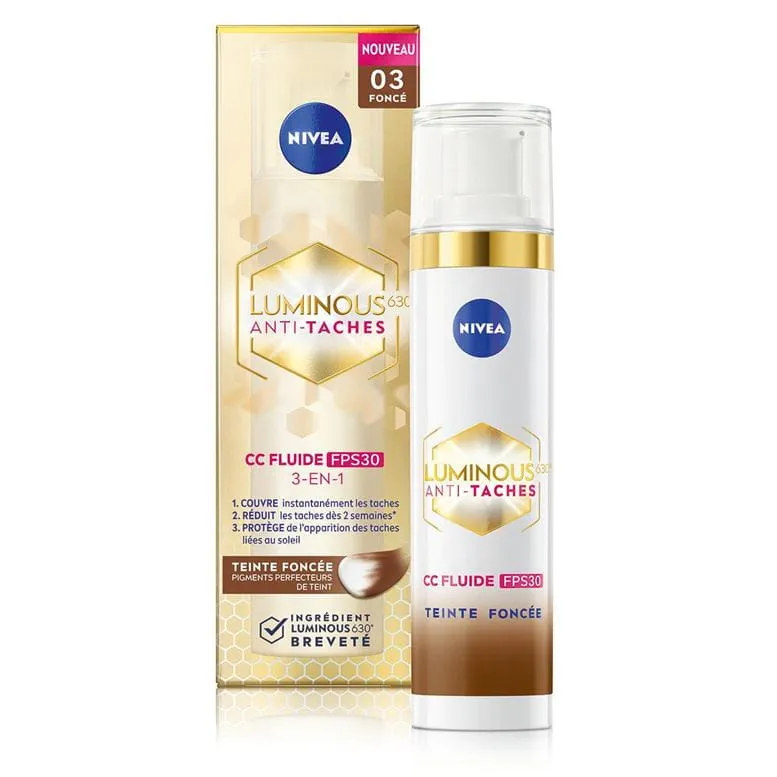 NOUVEAU
03
FONCÉ
NIVEA
LUMINOUS630
ANTI-TACHES
CC FLUIDE FPS30
3-EN-1
1. COUVRE instantanément les taches
2. RÉDUIT les taches dès 2 semaines*
3. PROTÈGE de l'apparition des taches
liées au soleil
TEINTE FONCÉE
PIGMENTS PERFECTEURS
DE TEINT
INGRÉDIENT
LUMINOUS630®
BREVETÉ
NIVEA
LUMINOUS630®
ANTI-TACHES
CC FLUIDE FPS30
TEINTE FONCÉE